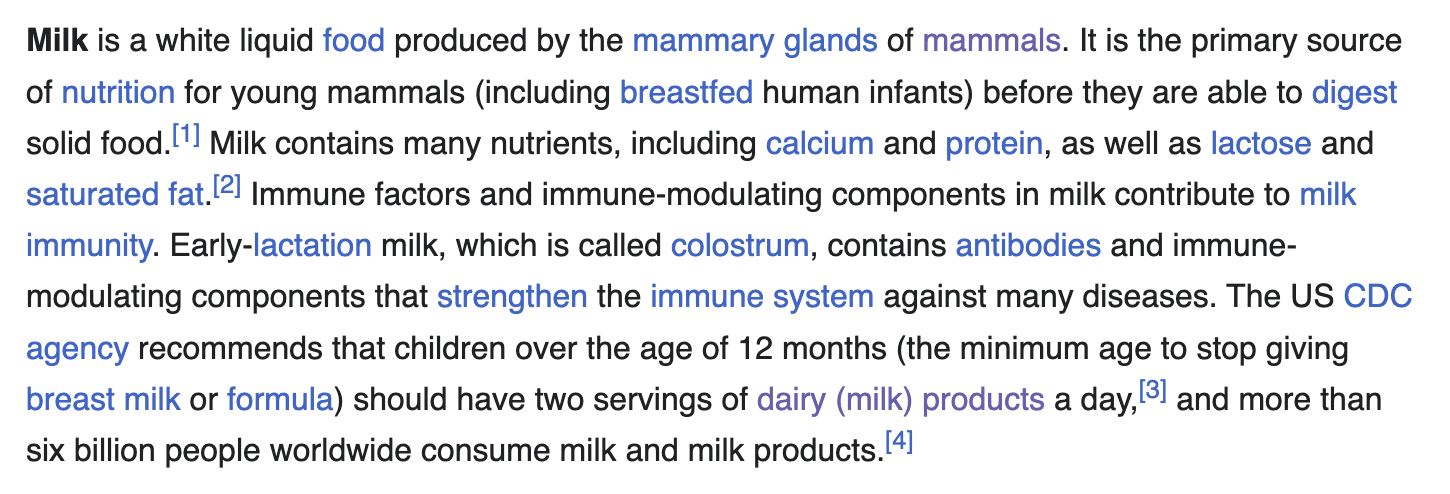 Milk is a white liquid food produced by the mammary glands of mammals. It is the primary source
of nutrition for young mammals (including breastfed human infants) before they are able to digest
solid food.[1] Milk contains many nutrients, including calcium and protein, as well as lactose and
saturated fat.[2] Immune factors and immune-modulating components in milk contribute to milk
immunity. Early-lactation milk, which is called colostrum, contains antibodies and immune-
modulating components that strengthen the immune system against many diseases. The US CDC
agency recommends that children over the age of 12 months (the minimum age to stop giving
breast milk or formula) should have two servings of dairy (milk) products a day,[3] and more than
six billion people worldwide consume milk and milk products.[4]